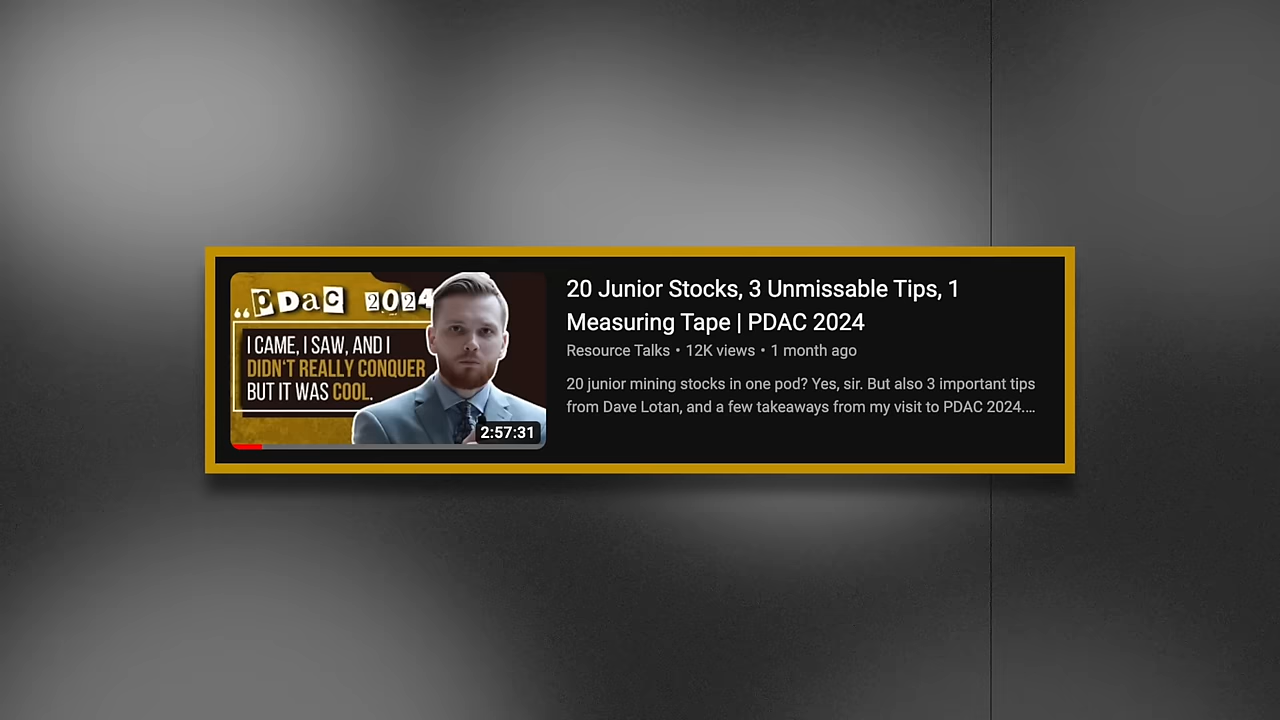 „PDaC 2024
I CAME, I SAW, AND I
DIDN'T REALLY CONQUER
BUT IT WAS COOL.
2:57:31
20 Junior Stocks, 3 Unmissable Tips, 1
Measuring Tape | PDAC 2024
Resource Talks • 12K views • 1 month ago
20 junior mining stocks in one pod? Yes, sir. But also 3 important tips
from Dave Lotan, and a few takeaways from my visit to PDAC 2024....